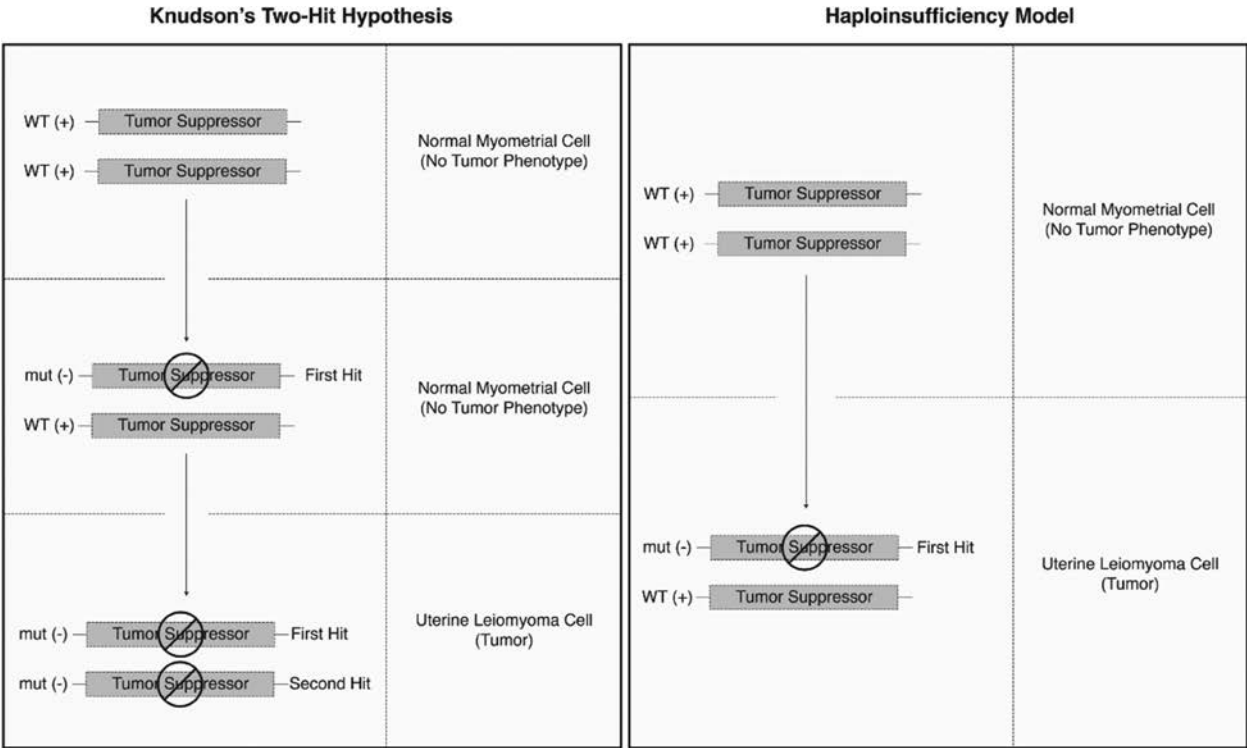 Knudson's Two-Hit Hypothesis
WT (+)
Tumor Suppressor
WT (+)
Tumor Suppressor
Normal Myometrial Cell
(No Tumor Phenotype)
mut (-)
Tumor Suppressor
First Hit
WT (+)
Tumor Suppressor
Normal Myometrial Cell
(No Tumor Phenotype)
mut (-)
Tumor Suppressor
First Hit
mut (-)
Tumor Suppressor
Second Hit
Uterine Leiomyoma Cell
(Tumor)
Haploinsufficiency Model
WT (+)
Tumor Suppressor
WT (+)
Tumor Suppressor
Normal Myometrial Cell
(No Tumor Phenotype)
mut (-)
Tumor Suppressor
First Hit
WT (+)
Tumor Suppressor
Uterine Leiomyoma Cell
(Tumor)